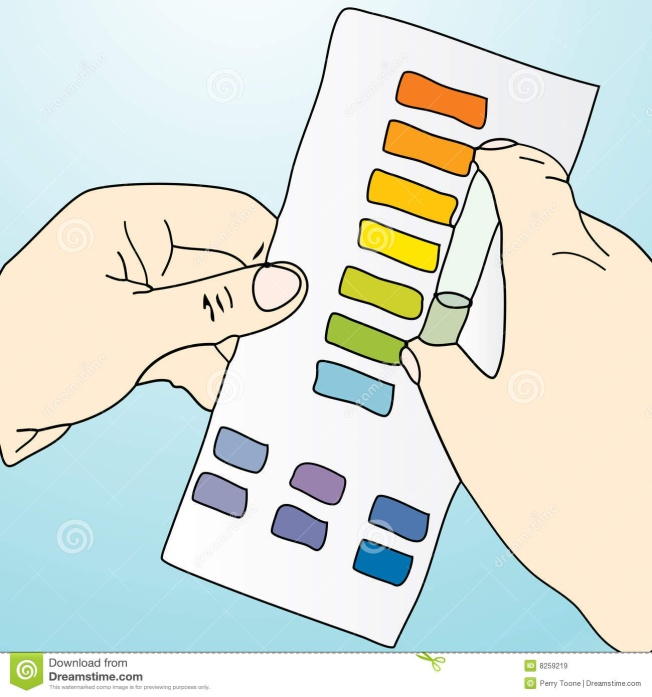 Download from
Dreamstime.com
This watermarked comp image is for previewing purposes only.
8259219
© Perry Toone | Dreamstime.com